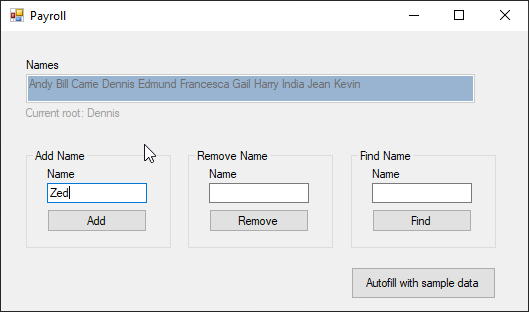 Payroll
Names
Andy Bill Carrie Dennis Edmund Francesca Gail Harry India Jean Kevin
Current root: Dennis
Add Name
Name
Zed
Add
Remove Name
Name
Remove
Find Name
Name
Find
Autofill with sample data